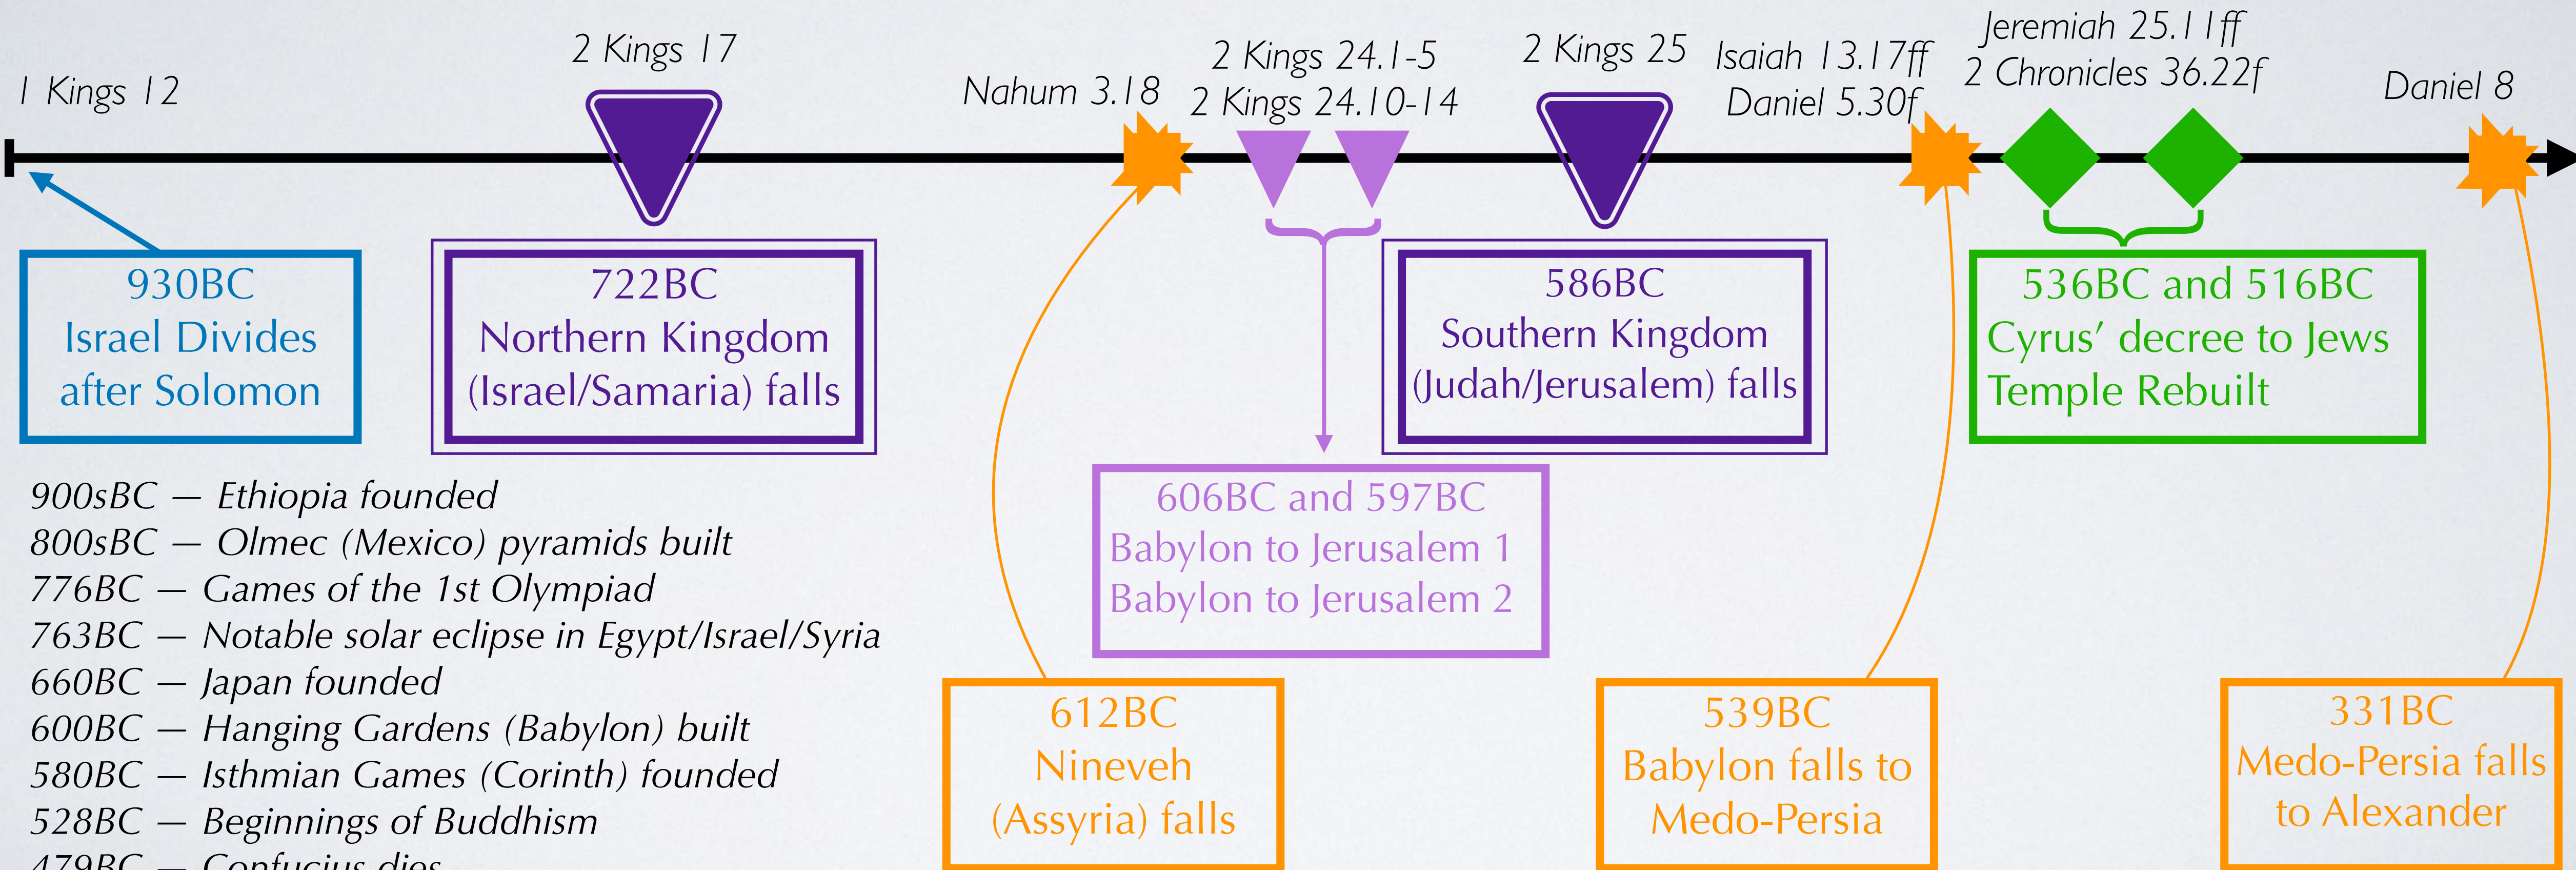 1 Kings 12
2 Kings 17
Nahum 3.18
2 Kings 24.1-5
2 Kings 24.10-14
2 Kings 25
Isaiah 13.17ff
Daniel 5.30f
Jeremiah 25.11ff
2 Chronicles 36.22f
Daniel 8
930BC
Israel Divides
after Solomon
722BC
Northern Kingdom
(Israel/Samaria) falls
586BC
Southern Kingdom
(Judah/Jerusalem) falls
536BC and 516BC
Cyrus’ decree to Jews
Temple Rebuilt
606BC and 597BC
Babylon to Jerusalem 1
Babylon to Jerusalem 2
612BC
Nineveh
(Assyria) falls
539BC
Babylon falls to
Medo-Persia
331BC
Medo-Persia falls
to Alexander
900sBC — Ethiopia founded
800sBC — Olmec (Mexico) pyramids built
776BC — Games of the 1st Olympiad
763BC — Notable solar eclipse in Egypt/Israel/Syria
660BC — Japan founded
600BC — Hanging Gardens (Babylon) built
580BC — Isthmian Games (Corinth) founded
528BC — Beginnings of Buddhism
479BC — Confucius dies